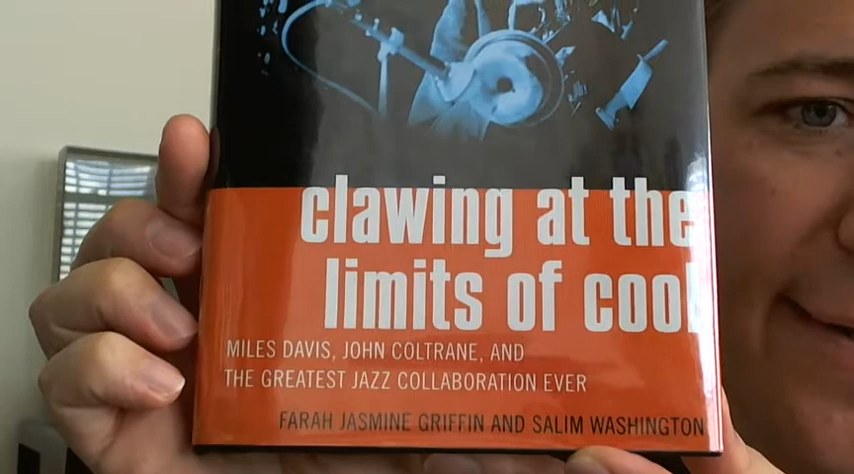 clawing at the
limits of cool
MILES DAVIS, JOHN COLTRANE, AND
THE GREATEST JAZZ COLLABORATION EVER
FARAH JASMINE GRIFFIN AND SALIM WASHINGTON